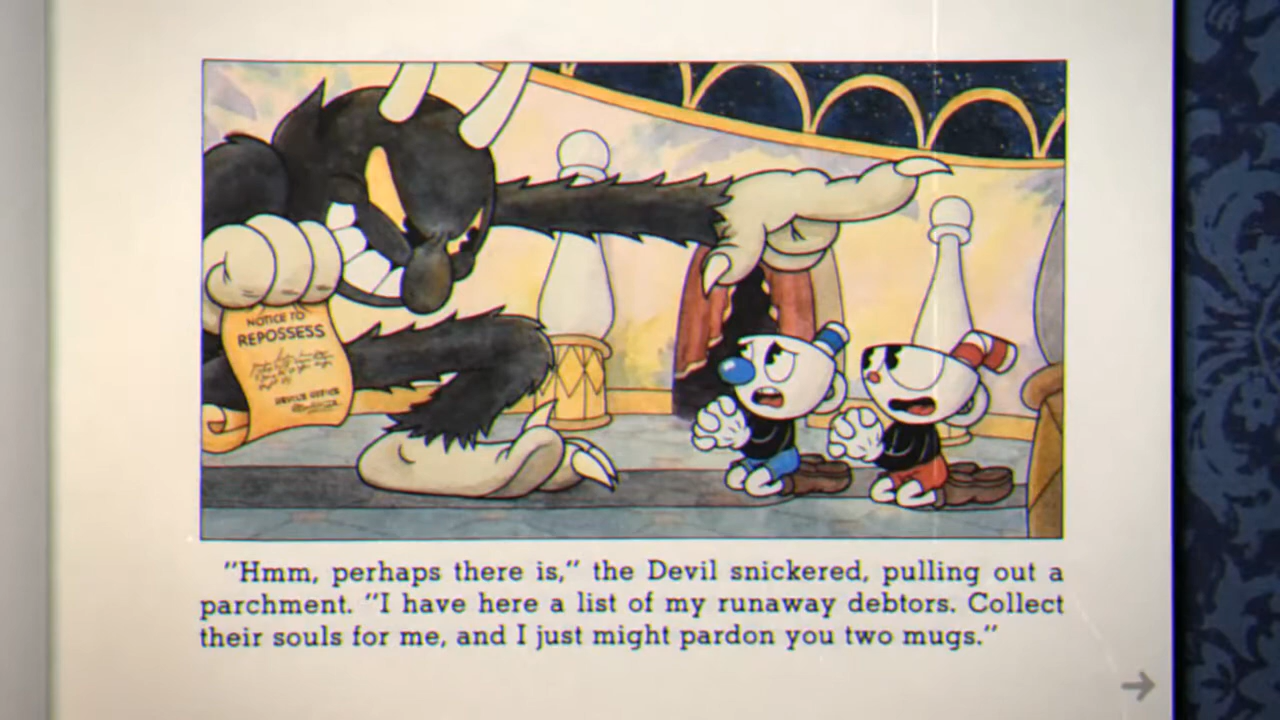 NOTICE TO
REPOSSESS
"Hmm, perhaps there is," the Devil snickered, pulling out a
parchment. "I have here a list of my runaway debtors. Collect
their souls for me, and I just might pardon you two mugs."